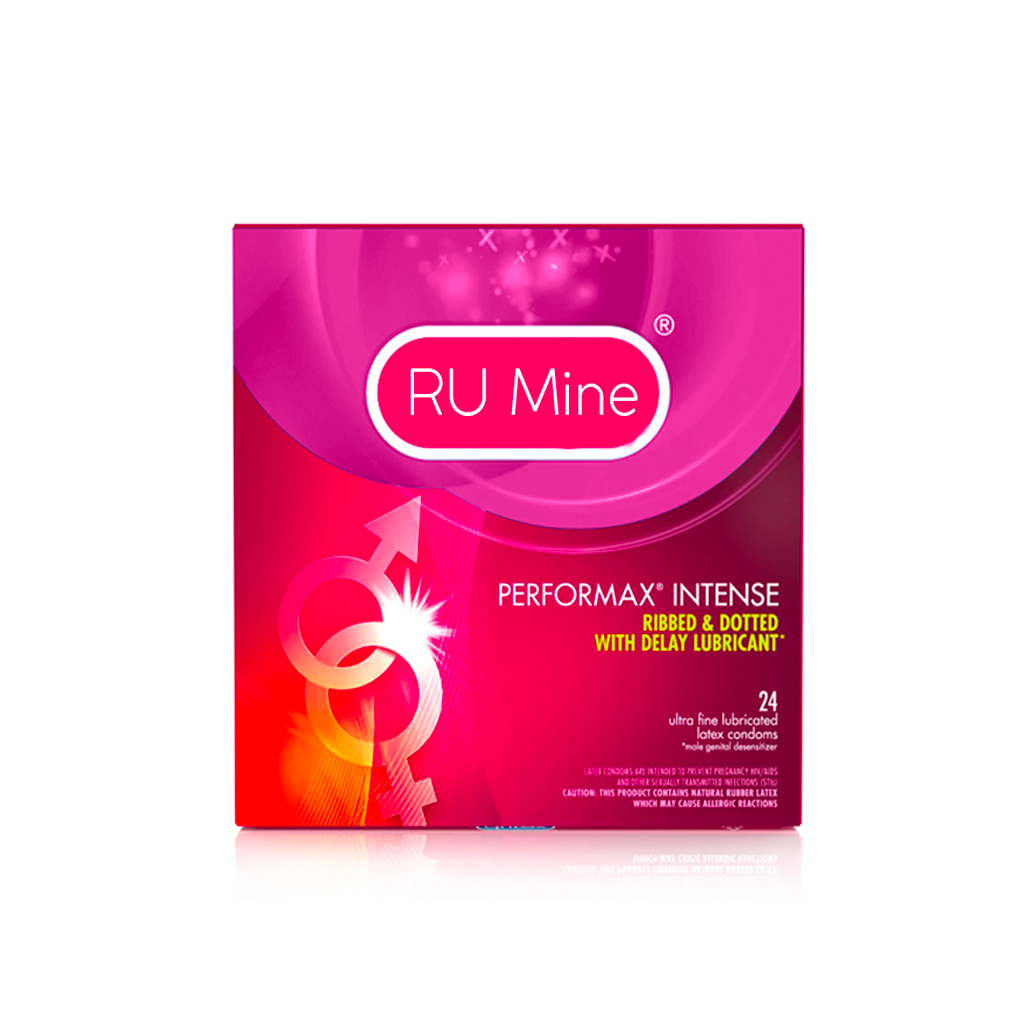 RU Mine
®
PERFORMAX® INTENSE
RIBBED & DOTTED
WITH DELAY LUBRICANT*
24
ultra fine lubricated
latex condoms
*male genital desensitizer
LATEX CONDOMS ARE INTENDED TO PREVENT PREGNANCY HIV/AIDS
AND OTHER SEXUALLY TRANSMITTED INFECTIONS (STIs)
CAUTION: THIS PRODUCT CONTAINS NATURAL RUBBER LATEX
WHICH MAY CAUSE ALLERGIC REACTIONS